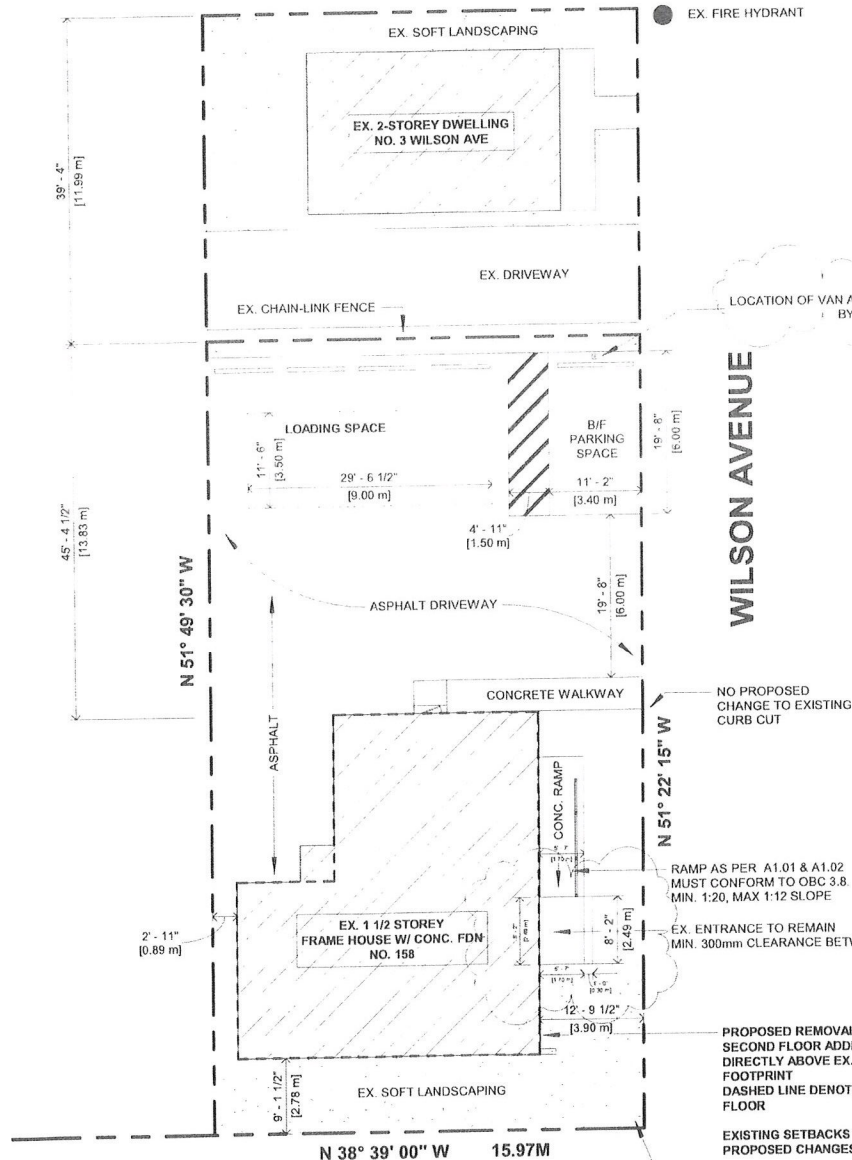 EX. FIRE HYDRANT
EX. SOFT LANDSCAPING
EX. 2-STOREY DWELLING
NO. 3 WILSON AVE
39' - 4"
[11.99 m]
EX. DRIVEWAY
EX. CHAIN-LINK FENCE
LOCATION OF VAN A
BY
WILSON AVENUE
LOADING SPACE
11' - 6"
[3.50 m]
29' - 6 1/2"
[9.00 m]
B/F
PARKING
SPACE
11' - 2"
[3.40 m]
19' - 8"
[6.00 m]
4' - 11"
[1.50 m]
45' - 4 1/2"
[13.83 m]
19' - 8"
[6.00 m]
N 51° 49' 30" W
ASPHALT DRIVEWAY
ASPHALT
CONCRETE WALKWAY
NO PROPOSED
CHANGE TO EXISTING
CURB CUT
N 51° 22' 15" W
CONC. RAMP
RAMP AS PER A1.01 & A1.02
MUST CONFORM TO OBC 3.8.
MIN. 1:20, MAX 1:12 SLOPE
2' - 11"
[0.89 m]
EX. 1 1/2 STOREY
FRAME HOUSE W/ CONC. FDN
NO. 158
8' - 2"
[2.49 m]
EX. ENTRANCE TO REMAIN
MIN. 300mm CLEARANCE BETW
12' - 9 1/2"
[3.90 m]
PROPOSED REMOVAL
SECOND FLOOR ADDI
DIRECTLY ABOVE EX.
FOOTPRINT
DASHED LINE DENOT
FLOOR
9' - 1 1/2"
[2.78 m]
EX. SOFT LANDSCAPING
EXISTING SETBACKS
PROPOSED CHANGES
N 38° 39' 00" W 15.97M